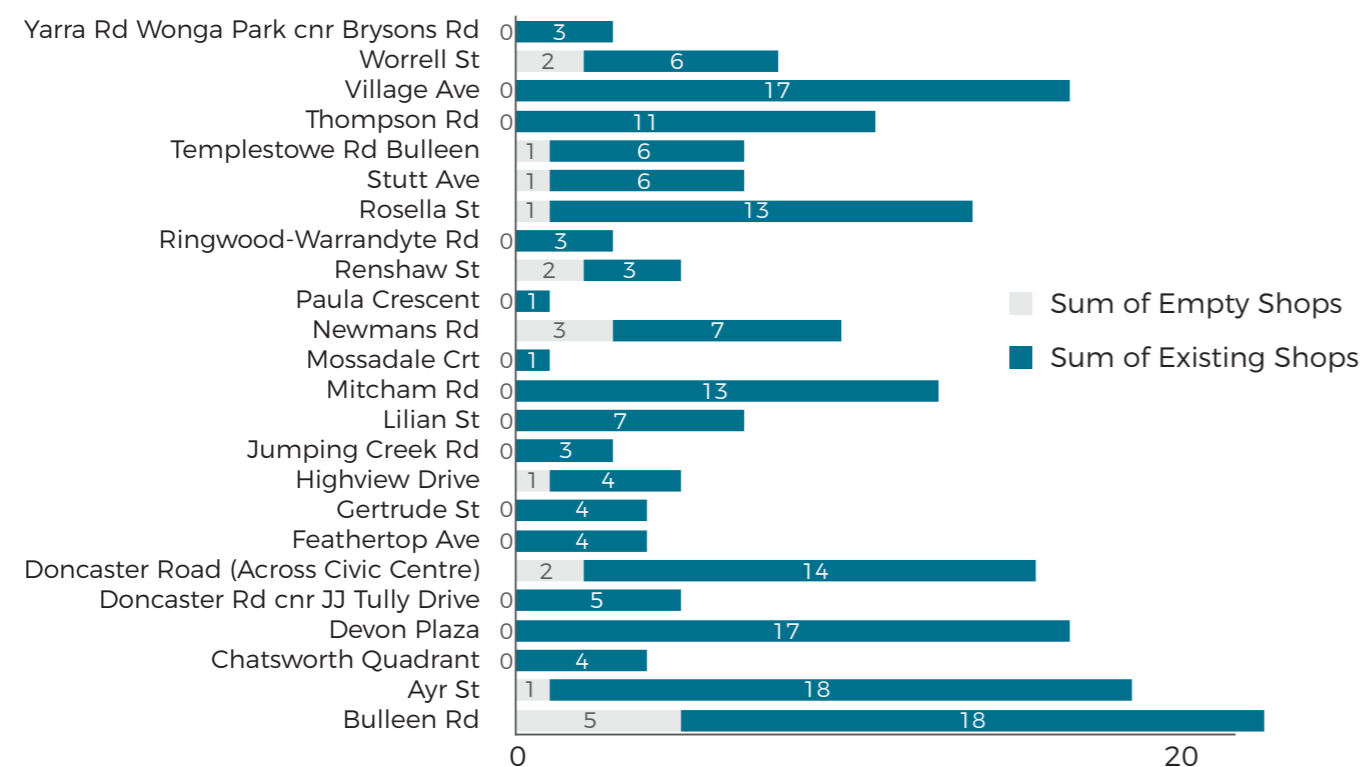 Yarra Rd Wonga Park cnr Brysons Rd 0 3
Worrell St 2 6
Village Ave 0 17
Thompson Rd 0 11
Templestowe Rd Bulleen 1 6
Stutt Ave 1 6
Rosella St 1 13
Ringwood-Warrandyte Rd 0 3
Renshaw St 2 3
Paula Crescent 0 1
Sum of Empty Shops
Newmans Rd 3 7
Mossadale Crt 0 1
Sum of Existing Shops
Mitcham Rd 0 13
Lilian St 0 7
Jumping Creek Rd 0 3
Highview Drive 1 4
Gertrude St 0 4
Feathertop Ave 0 4
Doncaster Road (Across Civic Centre) 2 14
Doncaster Rd cnr JJ Tully Drive 0 5
Devon Plaza 0 17
Chatsworth Quadrant 0 4
Ayr St 1 18
Bulleen Rd 5 18
0 20